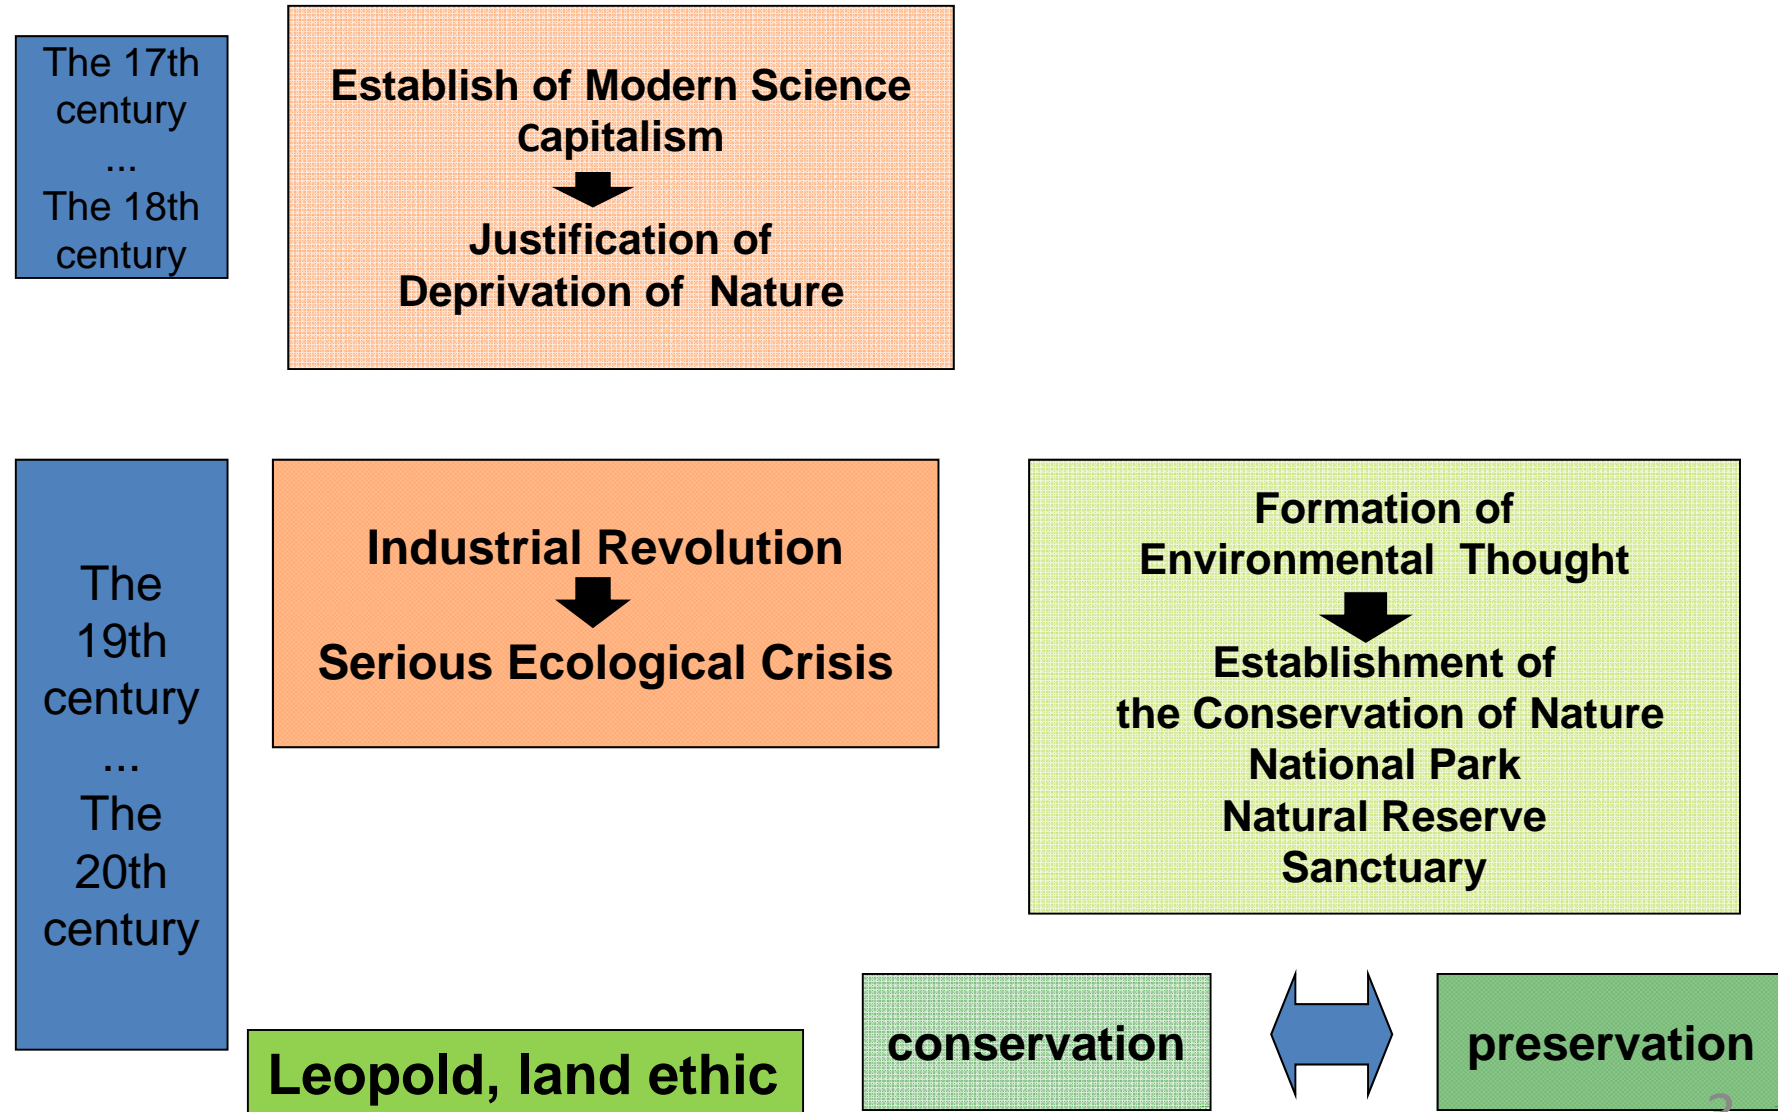 The 17th
century
...
The 18th
century
Establish of Modern Science
Capitalism
Justification of
Deprivation of Nature
The
19th
century
...
The
20th
century
Industrial Revolution
Serious Ecological Crisis
Formation of
Environmental Thought
Establishment of
the Conservation of Nature
National Park
Natural Reserve
Sanctuary
Leopold, land ethic
conservation
preservation